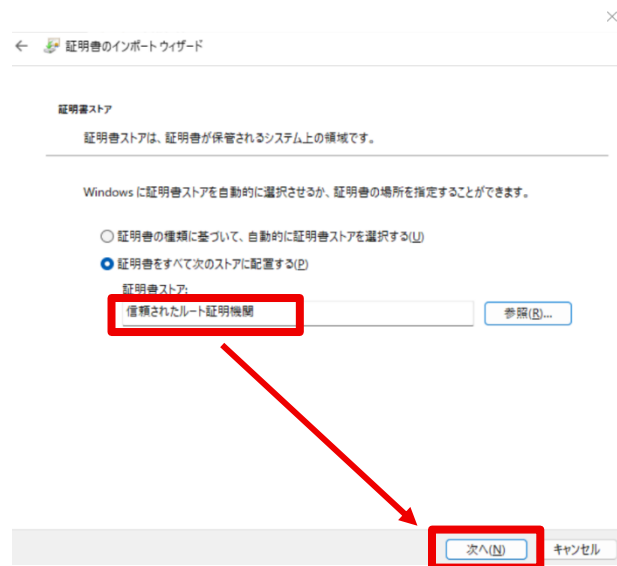 証明書のインポート ウィザード
証明書ストア
証明書ストアは、証明書が保管されるシステム上の領域です。
Windows に証明書ストアを自動的に選択させるか、証明書の場所を指定することができます。
証明書の種類に基づいて、自動的に証明書ストアを選択する(U)
証明書をすべて次のストアに配置する(P)
証明書ストア:
信頼されたルート証明機関
参照(R)...
次へ(N)
キャンセル